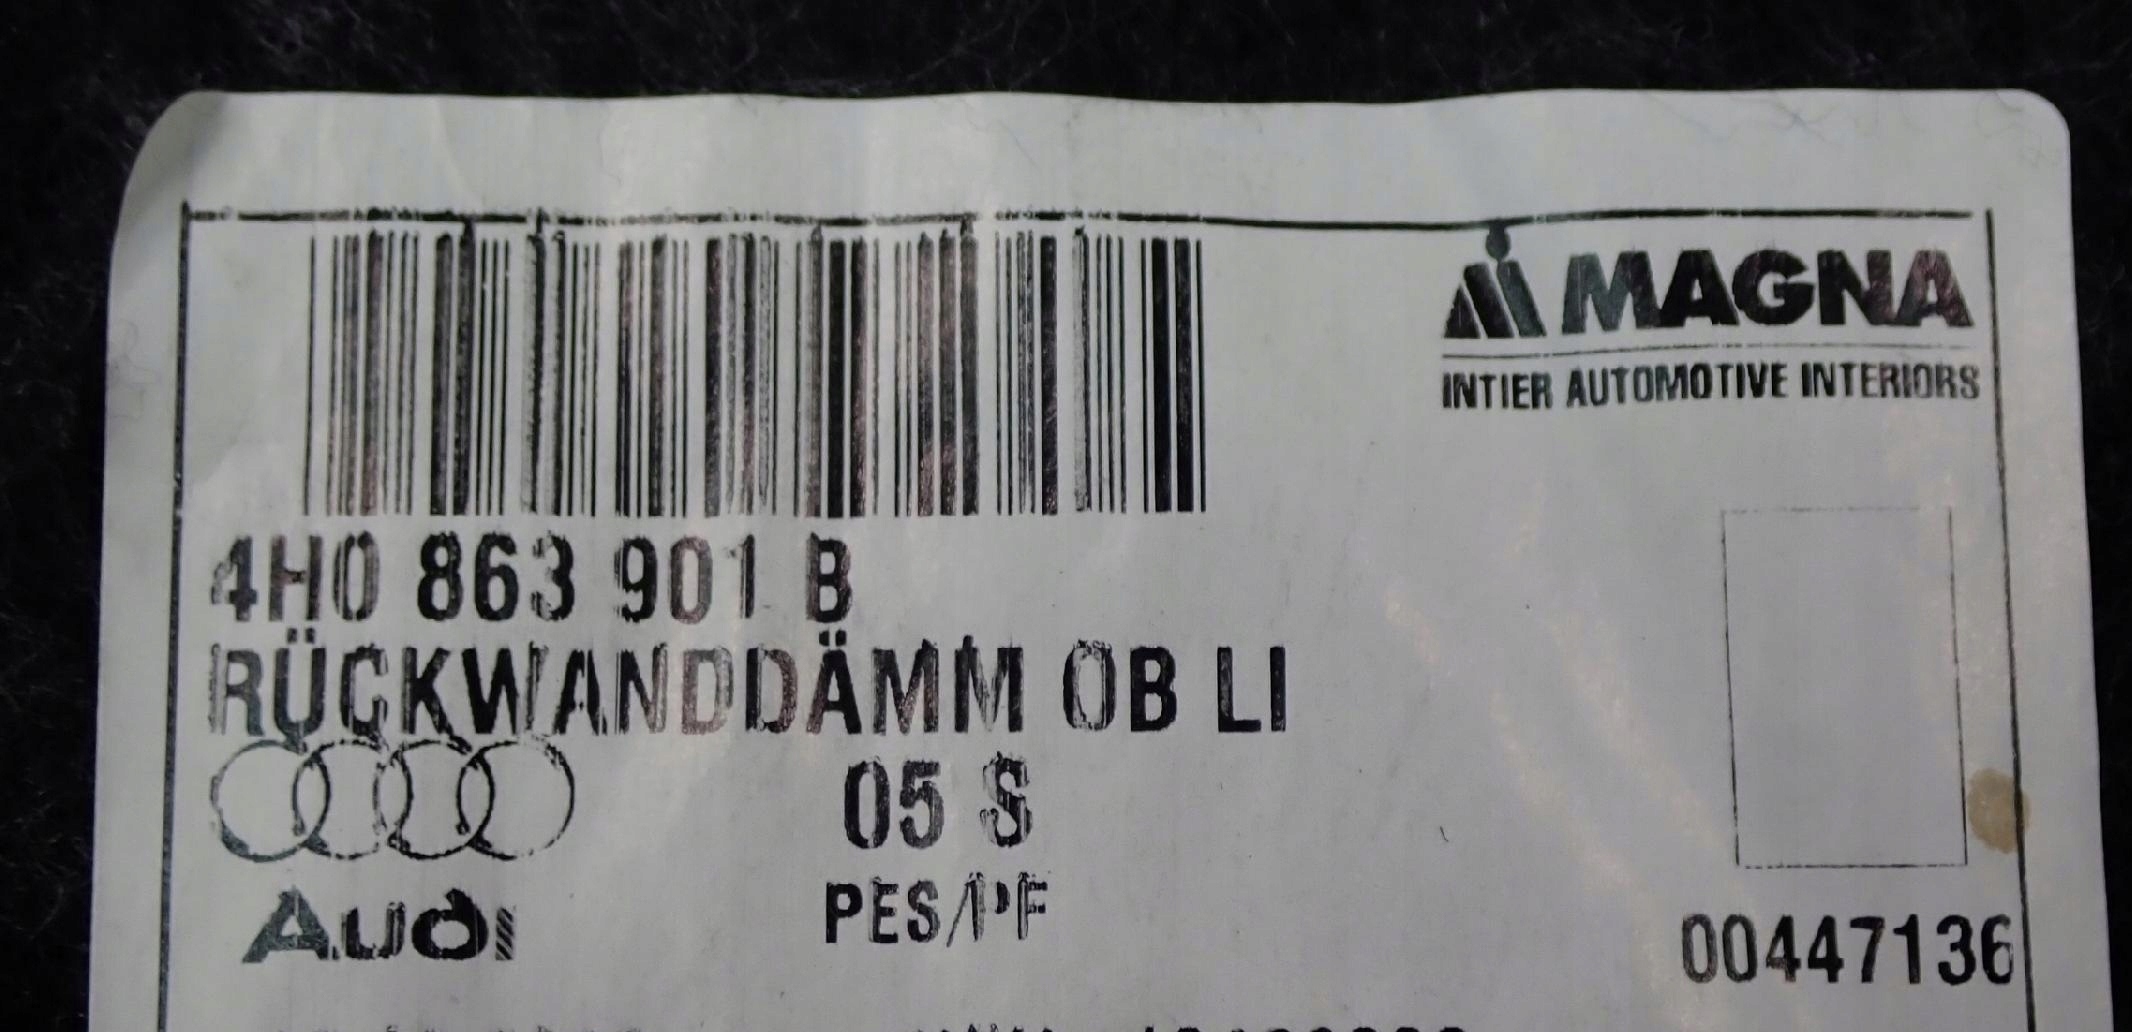 MAGNA
INTIER AUTOMOTIVE INTERIORS
4H0 863 901 B
RÜCKWANDDÄMM OB LI
05 S
PES/PF
Audi
00447136